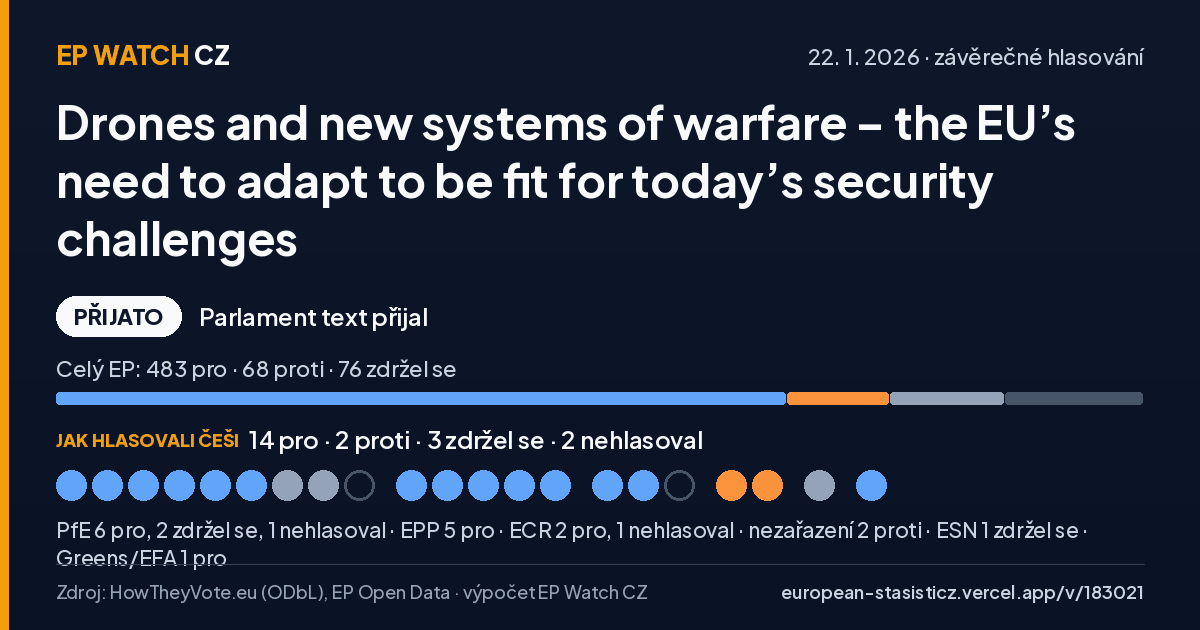 EP WATCH CZ
22. 1. 2026 · závěrečné hlasování
Drones and new systems of warfare – the EU’s
need to adapt to be fit for today’s security
challenges
PŘIJATO Parlament text přijal
Celý EP: 483 pro · 68 proti · 76 zdržel se
JAK HLASOVALI ČEŠI 14 pro · 2 proti · 3 zdržel se · 2 nehlasoval
PfE 6 pro, 2 zdržel se, 1 nehlasoval · EPP 5 pro · ECR 2 pro, 1 nehlasoval · nezařazení 2 proti · ESN 1 zdržel se ·
Greens/EFA 1 pro
Zdroj: HowTheyVote.eu (ODbL), EP Open Data · výpočet EP Watch CZ
european-stasisticz.vercel.app/v/183021